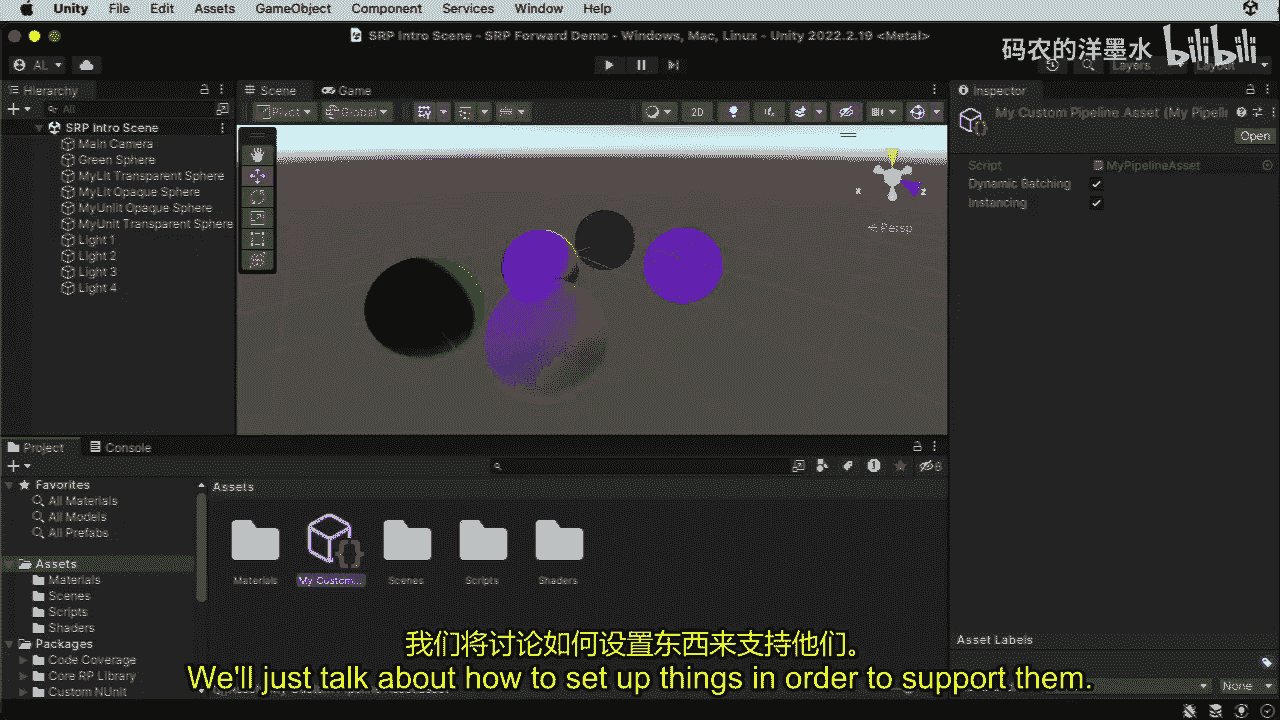 Unity File Edit Assets GameObject Component Services Window Help
SRP Intro Scene - SRP Forward Demo - Windows, Mac, Linux - Unity 2022.2.19 <Metal>
码农的洋墨水 bilibili
AL Layers Layout
Hierarchy Scene Game Inspector
All Pivot Global 2D
My Custom Pipeline Asset (My Pipeli
Open
SRP Intro Scene
Main Camera
Green Sphere
MyLit Transparent Sphere
MyLit Opaque Sphere
MyUnlit Opaque Sphere
MyUnlit Transparent Sphere
Light 1
Light 2
Light 3
Light 4
x z
Persp
Script MyPipelineAsset
Dynamic Batching
Instancing
Project Console
6
Favorites
All Materials
All Models
All Prefabs
Assets
Materials
Scenes
Scripts
Shaders
Packages
Code Coverage
Core RP Library
Custom NUnit
Assets
Materials My Custom... Scenes Scripts Shaders
Asset Labels
None
我们将讨论如何设置东西来支持他们。
We'll just talk about how to set up things in order to support them.